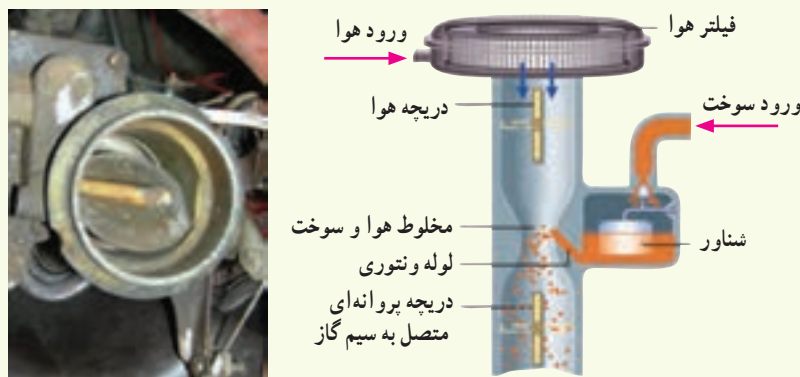 فیلتر هوا
ورود هوا
ورود سوخت
دریچه هوا
مخلوط هوا و سوخت
شناور
لوله ونتوری
دریچه پروانه‌ای
متصل به سیم گاز